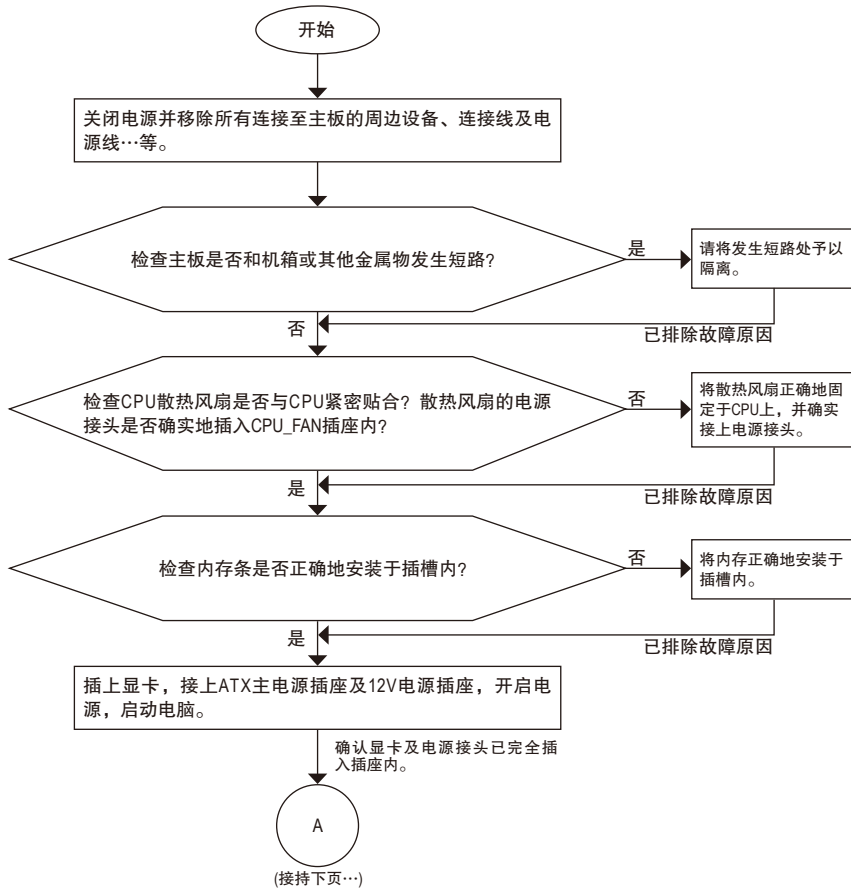 开始
关闭电源并移除所有连接至主板的周边设备、连接线及电
源线…等。
检查主板是否和机箱或其他金属物发生短路？
是
请将发生短路处予以
隔离。
否
已排除故障原因
检查CPU散热风扇是否与CPU紧密贴合？散热风扇的电源
接头是否确实地插入CPU_FAN插座内？
否
将散热风扇正确地固
定于CPU上，并确实
接上电源接头。
是
已排除故障原因
检查内存条是否正确地安装于插槽内？
否
将内存正确地安装于
插槽内。
是
已排除故障原因
插上显卡，接上ATX主电源插座及12V电源插座，开启电
源，启动电脑。
确认显卡及电源接头已完全插
入插座内。
A
(接持下页…)